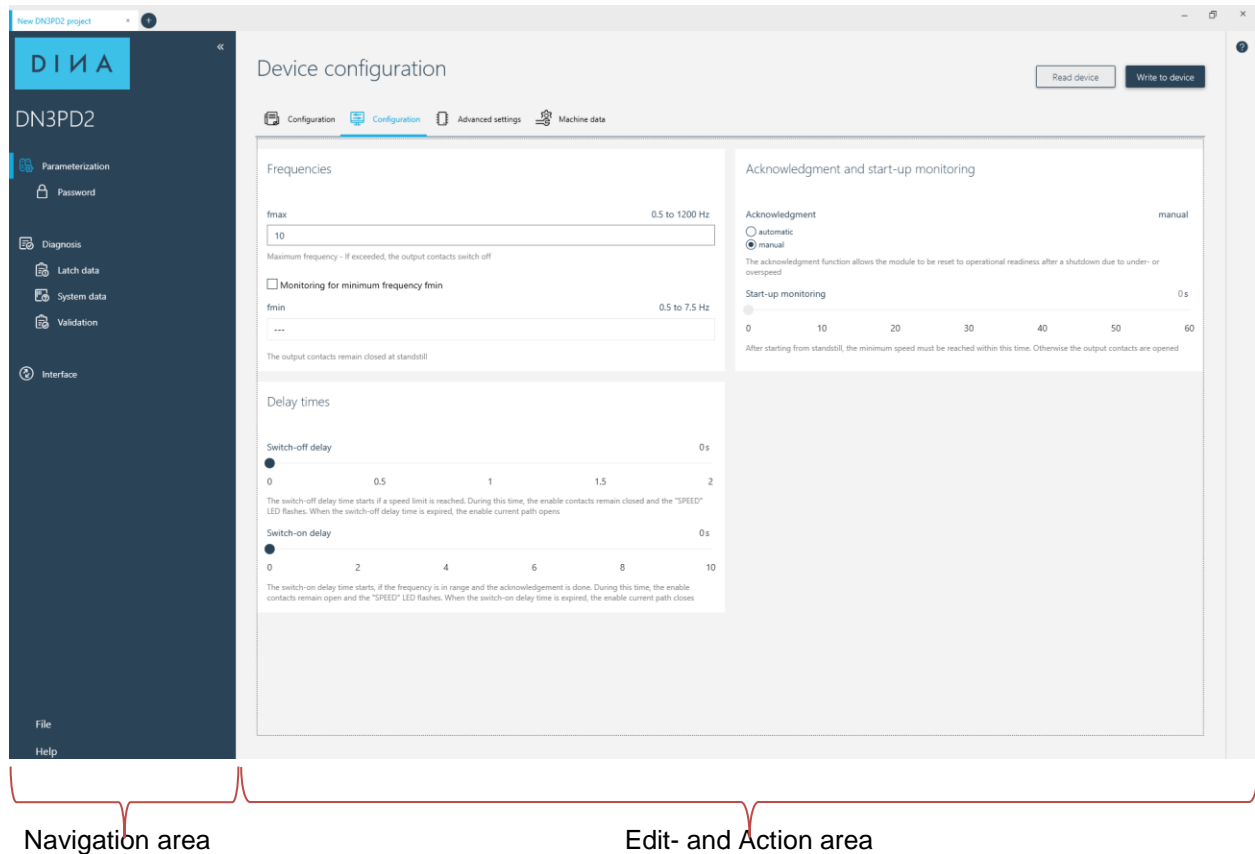 New DN3PD2 project
DINA
DN3PD2
Parameterization
Password
Diagnosis
Latch data
System data
Validation
Interface
File
Help
Device configuration
Read device
Write to device
Configuration
Configuration
Advanced settings
Machine data
Frequencies
fmax
0.5 to 1200 Hz
10
Maximum frequency - If exceeded, the output contacts switch off
Monitoring for minimum frequency fmin
fmin
0.5 to 7.5 Hz
---
The output contacts remain closed at standstill
Acknowledgment and start-up monitoring
Acknowledgment
manual
automatic
manual
The acknowledgment function allows the module to be reset to operational readiness after a shutdown due to under- or
overspeed
Start-up monitoring
0 s
0 10 20 30 40 50 60
After starting from standstill, the minimum speed must be reached within this time. Otherwise the output contacts are opened
Delay times
Switch-off delay
0 s
0 0.5 1 1.5 2
The switch-off delay time starts if a speed limit is reached. During this time, the enable contacts remain closed and the "SPEED"
LED flashes. When the switch-off delay time is expired, the enable current path opens
Switch-on delay
0 s
0 2 4 6 8 10
The switch-on delay time starts, if the frequency is in range and the acknowledgement is done. During this time, the enable
contacts remain open and the "SPEED" LED flashes. When the switch-on delay time is expired, the enable current path closes
Navigation area
Edit- and Action area